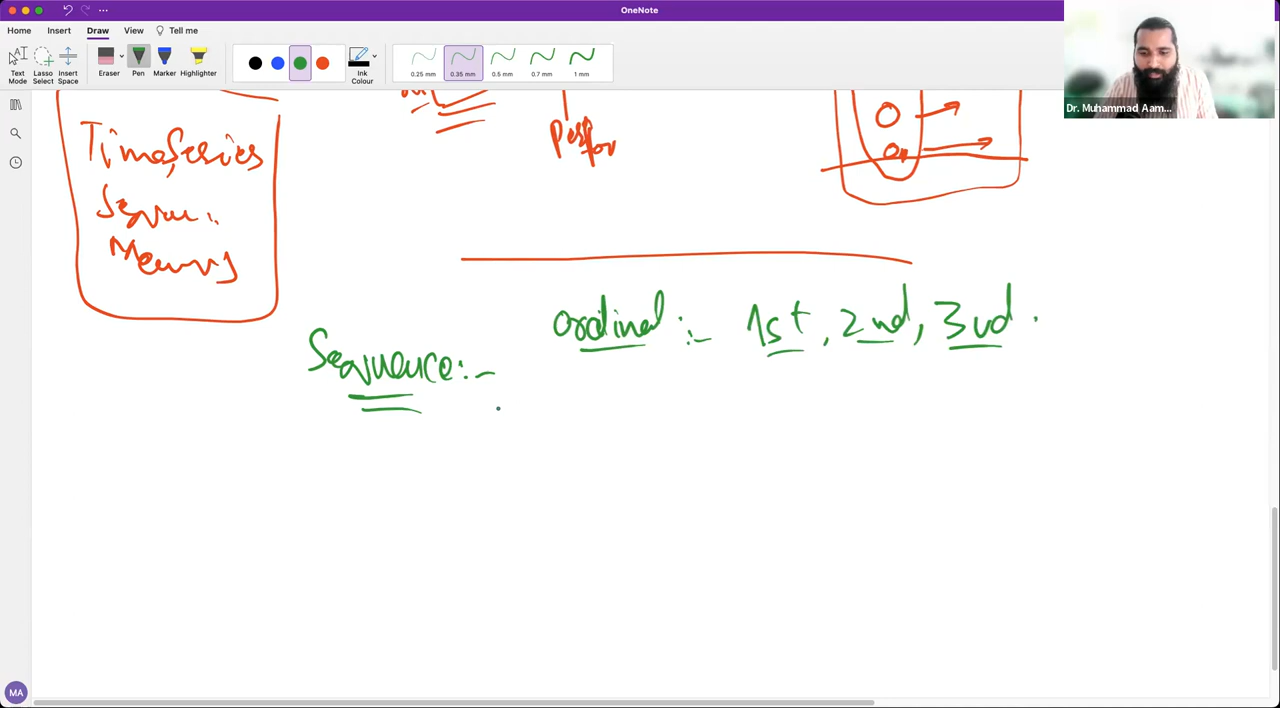 OneNote
Home Insert Draw View Tell me
Text Mode
Lasso Select
Insert Space
Eraser
Pen
Marker
Highlighter
Ink Colour
0.25 mm
0.35 mm
0.5 mm
0.7 mm
1 mm
Dr. Muhammad Aam...
TimeSeries
Memory
ordinal :- 1st, 2nd, 3rd.
Sequence :-
MA